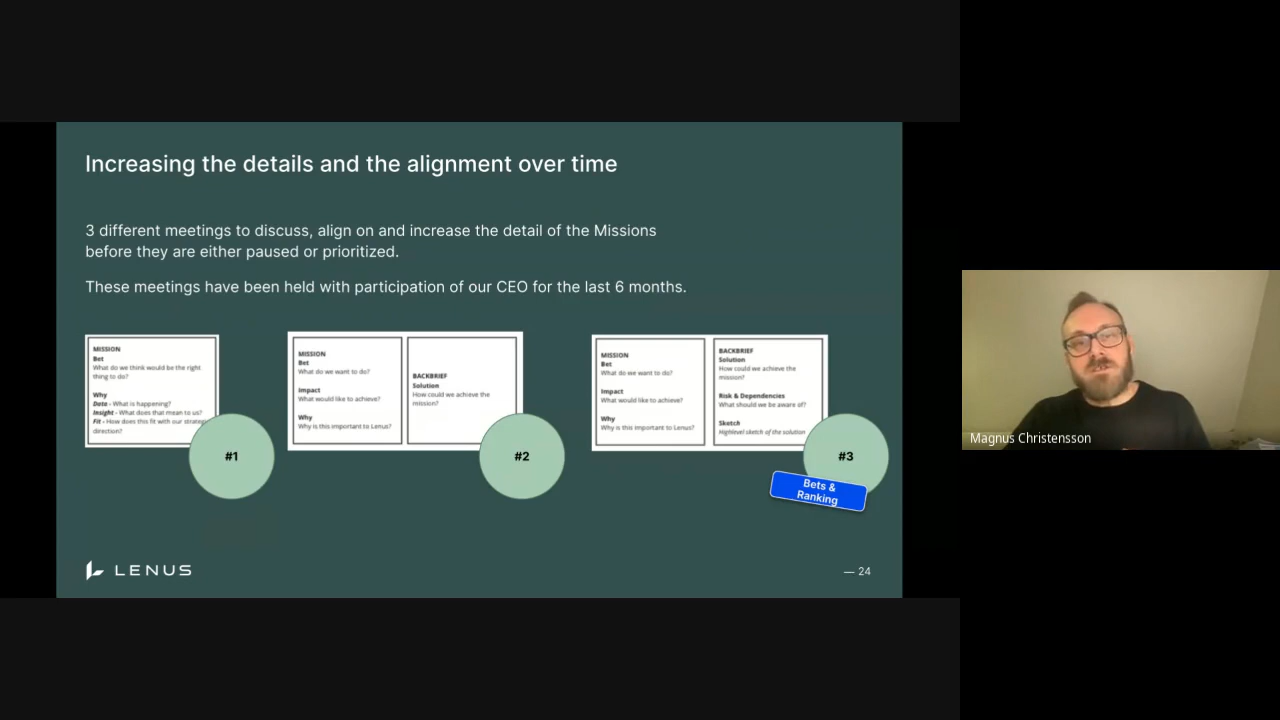 Increasing the details and the alignment over time
3 different meetings to discuss, align on and increase the detail of the Missions
before they are either paused or prioritized.
These meetings have been held with participation of our CEO for the last 6 months.
MISSION
Bet
What do we think would be the right
thing to do?
Why
Data - What is happening?
Insight - What does that mean to us?
Fit - How does this fit with our
direction?
#1
MISSION
Bet
What do we want to do?
Impact
What would like to achieve?
Why
Why is this important to Lenus?
BACKBRIEF
Solution
How could we achieve the
mission?
#2
MISSION
Bet
What do we want to do?
Impact
What would like to achieve?
Why
Why is this important to Lenus?
BACKBRIEF
Solution
How could we achieve the
mission?
Risk & Dependencies
What should we be aware of?
Sketch
Highlevel sketch of the solution
#3
Bets &
Ranking
LENUS
— 24
Magnus Christensson